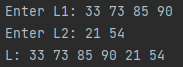 Enter L1: 33 73 85 90
Enter L2: 21 54
L: 33 73 85 90 21 54